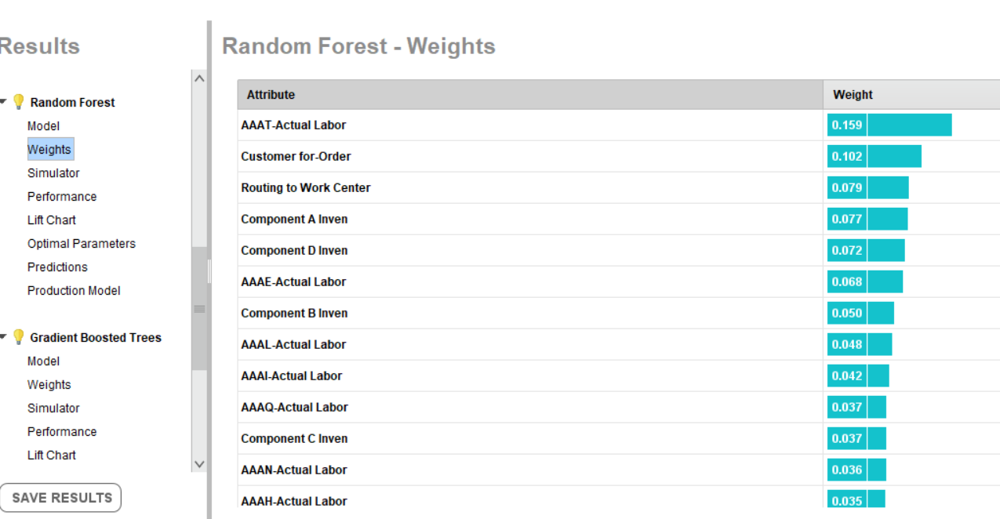 Results
Random Forest
Model
Weights
Simulator
Performance
Lift Chart
Optimal Parameters
Predictions
Production Model
Gradient Boosted Trees
Model
Weights
Simulator
Performance
Lift Chart
SAVE RESULTS
Random Forest - Weights
Attribute Weight
AAAT-Actual Labor 0.159
Customer for-Order 0.102
Routing to Work Center 0.079
Component A Inven 0.077
Component D Inven 0.072
AAAE-Actual Labor 0.068
Component B Inven 0.050
AAAL-Actual Labor 0.048
AAAI-Actual Labor 0.042
AAAQ-Actual Labor 0.037
Component C Inven 0.037
AAAN-Actual Labor 0.036
AAAH-Actual Labor 0.035